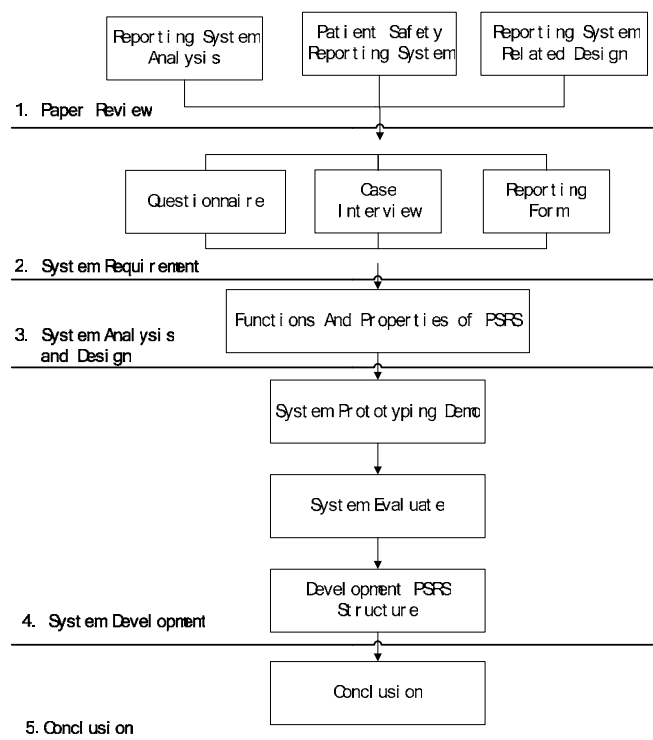 Reporting System
Analysis
Patient Safety
Reporting System
Reporting System
Related Design
1. Paper Review
Questionnaire
Case
Interview
Reporting
Form
2. System Requirement
Functions And Properties of PSRS
3. System Analysis
and Design
System Prototyping Demo
System Evaluate
Development PSRS
Structure
4. System Development
Conclusion
5. Conclusion